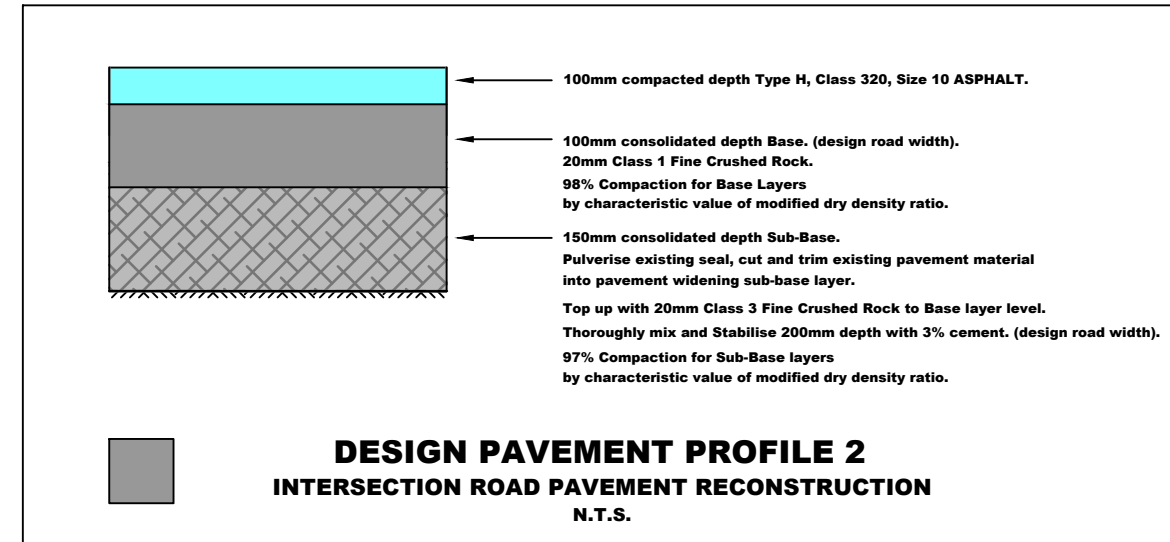 100mm compacted depth Type H, Class 320, Size 10 ASPHALT.
100mm consolidated depth Base. (design road width).
20mm Class 1 Fine Crushed Rock.
98% Compaction for Base Layers
by characteristic value of modified dry density ratio.
150mm consolidated depth Sub-Base.
Pulverise existing seal, cut and trim existing pavement material
into pavement widening sub-base layer.
Top up with 20mm Class 3 Fine Crushed Rock to Base layer level.
Thoroughly mix and Stabilise 200mm depth with 3% cement. (design road width).
97% Compaction for Sub-Base layers
by characteristic value of modified dry density ratio.
DESIGN PAVEMENT PROFILE 2
INTERSECTION ROAD PAVEMENT RECONSTRUCTION
N.T.S.